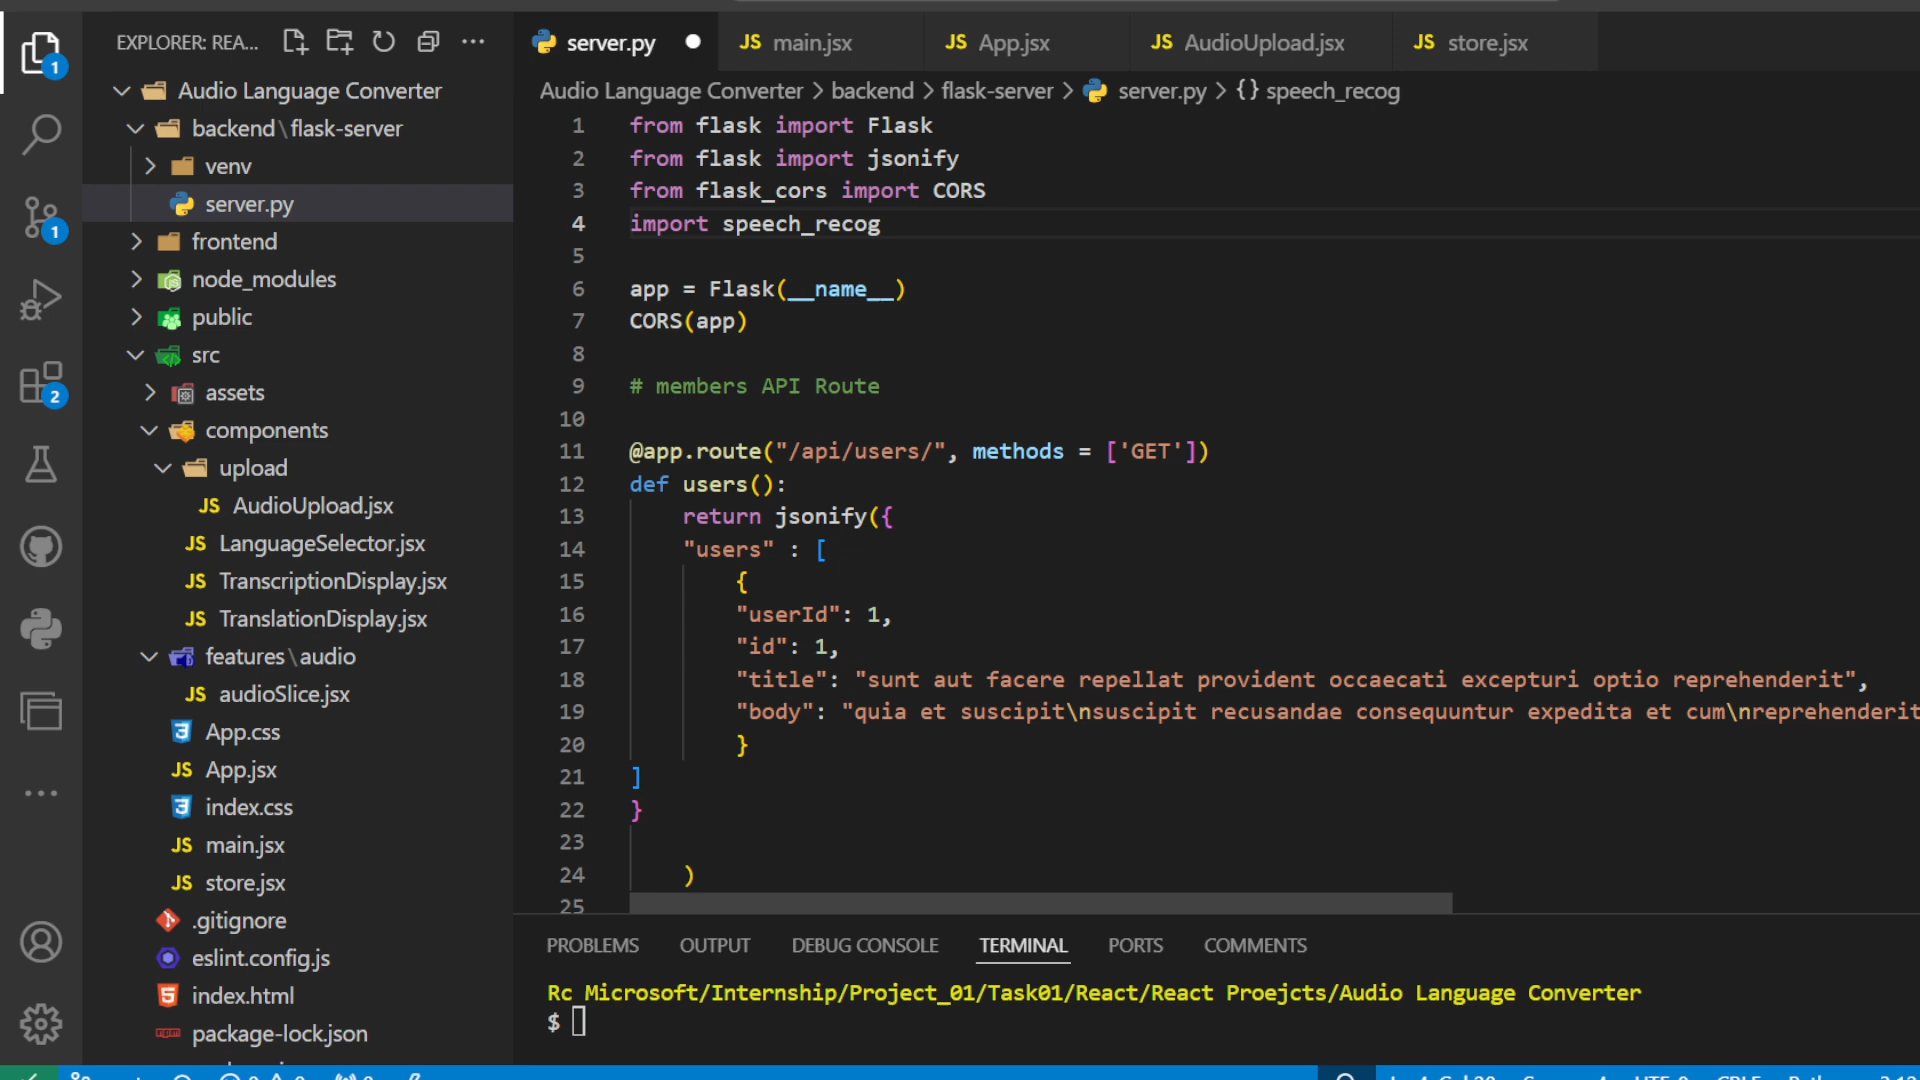 EXPLORER: REA...
Audio Language Converter
backend\flask-server
venv
server.py
frontend
node_modules
public
src
assets
components
upload
JS AudioUpload.jsx
JS LanguageSelector.jsx
JS TranscriptionDisplay.jsx
JS TranslationDisplay.jsx
features\audio
JS audioSlice.jsx
App.css
JS App.jsx
index.css
JS main.jsx
JS store.jsx
.gitignore
eslint.config.js
index.html
package-lock.json
1
1
2
server.py
JS main.jsx
JS App.jsx
JS AudioUpload.jsx
JS store.jsx
Audio Language Converter > backend > flask-server > server.py > {} speech_recog
1 from flask import Flask
2 from flask import jsonify
3 from flask_cors import CORS
4 import speech_recog
5
6 app = Flask(__name__)
7 CORS(app)
8
9 # members API Route
10
11 @app.route("/api/users/", methods = ['GET'])
12 def users():
13 return jsonify({
14 "users" : [
15 {
16 "userId": 1,
17 "id": 1,
18 "title": "sunt aut facere repellat provident occaecati excepturi optio reprehenderit",
19 "body": "quia et suscipit\nsuscipit recusandae consequuntur expedita et cum\nreprehenderit
20 }
21 ]
22 }
23
24 )
25
PROBLEMS OUTPUT DEBUG CONSOLE TERMINAL PORTS COMMENTS
Rc Microsoft/Internship/Project_01/Task01/React/React Proejcts/Audio Language Converter
$